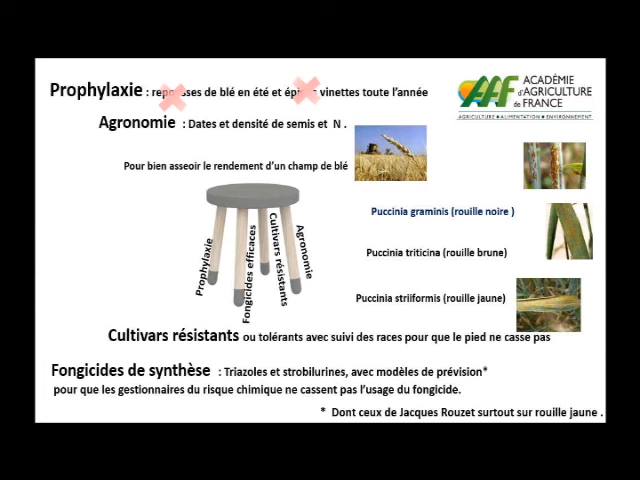 Prophylaxie : repousses de blé en été et épines vinettes toute l'année
ACADÉMIE
d'AGRICULTURE
de FRANCE
AGRICULTURE • ALIMENTATION • ENVIRONNEMENT
Agronomie : Dates et densité de semis et N .
Pour bien asseoir le rendement d'un champ de blé
Puccinia graminis (rouille noire )
Puccinia triticina (rouille brune)
Puccinia striiformis (rouille jaune)
Prophylaxie
Fongicides efficaces
Cultivars résistants
Agronomie
Cultivars résistants ou tolérants avec suivi des races pour que le pied ne casse pas
Fongicides de synthèse : Triazoles et strobilurines, avec modèles de prévision*
pour que les gestionnaires du risque chimique ne cassent pas l'usage du fongicide.
* Dont ceux de Jacques Rouzet surtout sur rouille jaune .